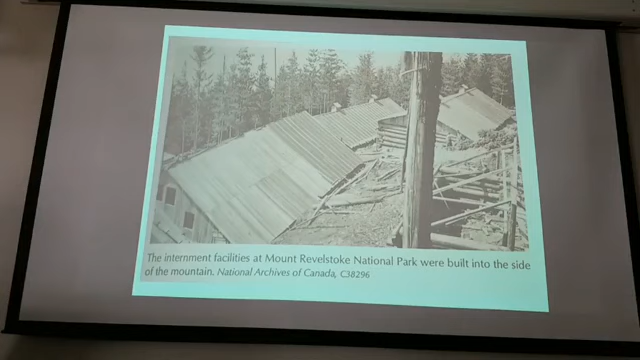 The internment facilities at Mount Revelstoke National Park were built into the side
of the mountain. National Archives of Canada, C38296